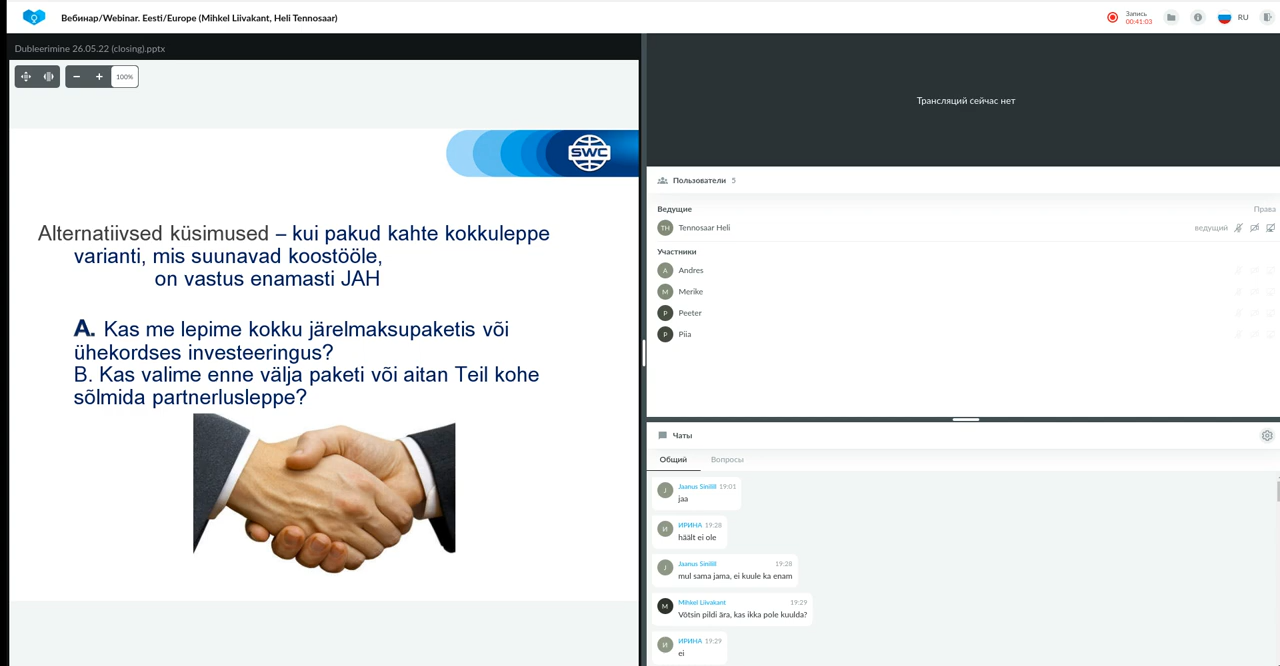 Вебинар/Webinar. Eesti/Europe (Mihkel Liivakant, Heli Tennosaar)
Запись
00:41:03
RU
Dubleerimine 26.05.22 (closing).pptx
100%
SWC
Alternatiivsed küsimused – kui pakud kahte kokkuleppe
varianti, mis suunavad koostööle,
on vastus enamasti JAH
A. Kas me lepime kokku järelmaksupaketis või
ühekordses investeeringus?
B. Kas valime enne välja paketi või aitan Teil kohe
sõlmida partnerlusleppe?
Трансляций сейчас нет
Пользователи 5
Ведущие Права
TH Tennosaar Heli ведущий
Участники
A Andres
M Merike
P Peeter
P Piia
Чаты
Общий Вопросы
J Jaanus Sinilill 19:01
jaa
И ИРИНА 19:28
häält ei ole
J Jaanus Sinilill 19:28
mul sama jama, ei kuule ka enam
M Mihkel Liivakant 19:29
Võtsin pildi ära, kas ikka pole kuulda?
И ИРИНА 19:29
ei